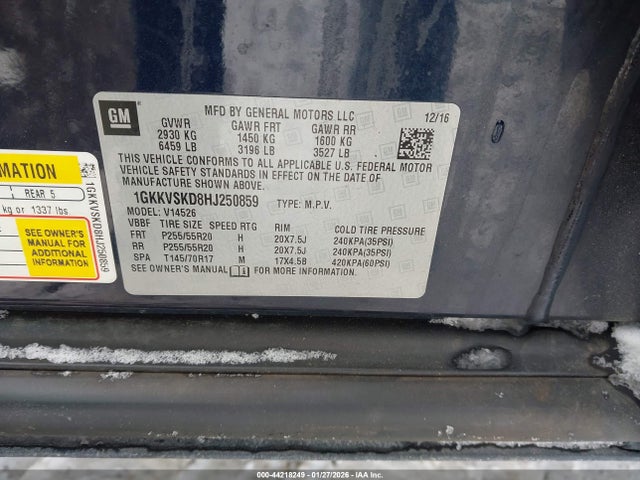 GM
MFD BY GENERAL MOTORS LLC
12/16
GVWR GAWR FRT GAWR RR
2930 KG 1450 KG 1600 KG
6459 LB 3196 LB 3527 LB
THIS VEHICLE CONFORMS TO ALL APPLICABLE U.S. FEDERAL MOTOR
VEHICLE SAFETY STANDARDS IN EFFECT ON THE DATE OF
MANUFACTURE SHOWN ABOVE.
1GKKVSKD8HJ250859 TYPE: M.P.V.
MODEL: V14526
VBBF TIRE SIZE SPEED RTG RIM COLD TIRE PRESSURE
FRT P255/55R20 H 20X7.5J 240KPA(35PSI)
RR P255/55R20 H 20X7.5J 240KPA(35PSI)
SPA T145/70R17 M 17X4.5B 420KPA(60PSI)
SEE OWNER'S MANUAL FOR MORE INFORMATION.
MATION
REAR 5
kg or 1337 lbs
SEE OWNER'S
MANUAL FOR
ADDITIONAL
INFORMATION
1GKKVSKD8HJ250859
000-44218249 - 01/27/2026 - IAA Holdings, LLC